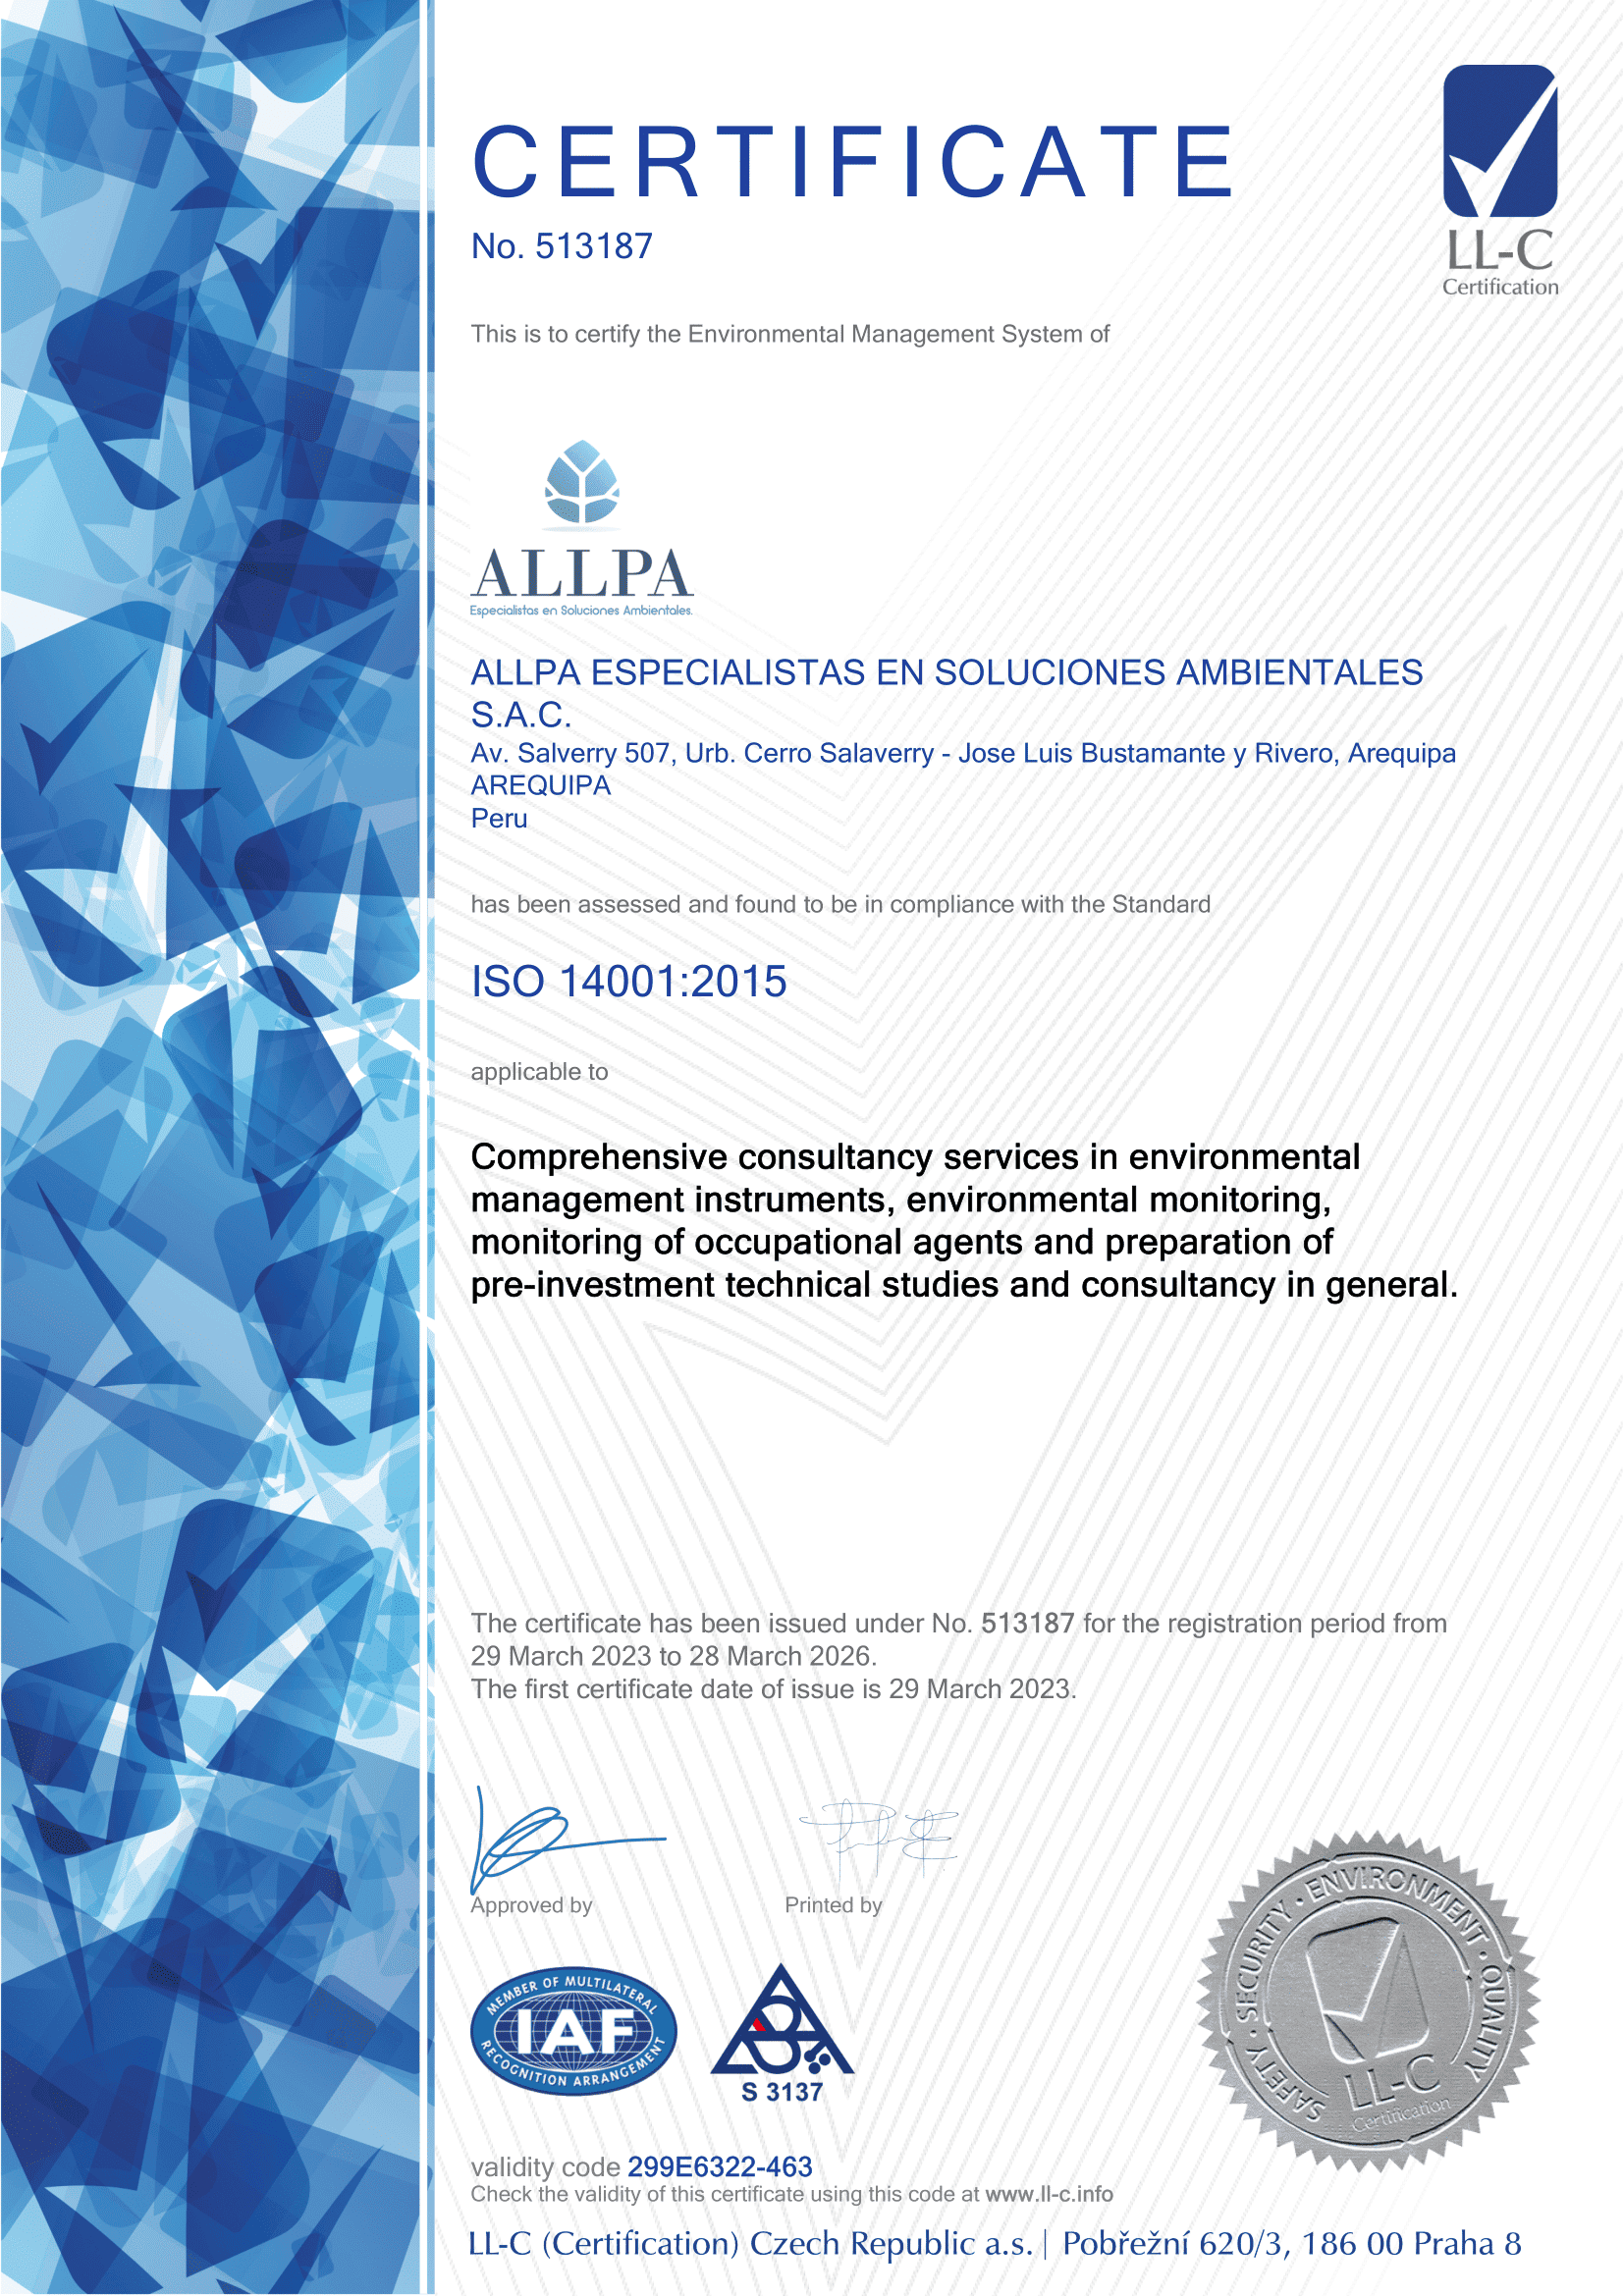 CERTIFICATE
No. 513187
LL-C
Certification
This is to certify the Environmental Management System of
ALLPA
Especialistas en Soluciones Ambientales.
ALLPA ESPECIALISTAS EN SOLUCIONES AMBIENTALES
S.A.C.
Av. Salverry 507, Urb. Cerro Salaverry - Jose Luis Bustamante y Rivero, Arequipa
AREQUIPA
Peru
has been assessed and found to be in compliance with the Standard
ISO 14001:2015
applicable to
Comprehensive consultancy services in environmental
management instruments, environmental monitoring,
monitoring of occupational agents and preparation of
pre-investment technical studies and consultancy in general.
The certificate has been issued under No. 513187 for the registration period from
29 March 2023 to 28 March 2026.
The first certificate date of issue is 29 March 2023.
Approved by
Printed by
MEMBER OF MULTILATERAL
IAF
RECOGNITION ARRANGEMENT
S 3137
SAFETY · SECURITY · ENVIRONMENT · QUALITY
LL-C
Certification
validity code 299E6322-463
Check the validity of this certificate using this code at www.ll-c.info
LL-C (Certification) Czech Republic a.s. | Pobřežní 620/3, 186 00 Praha 8